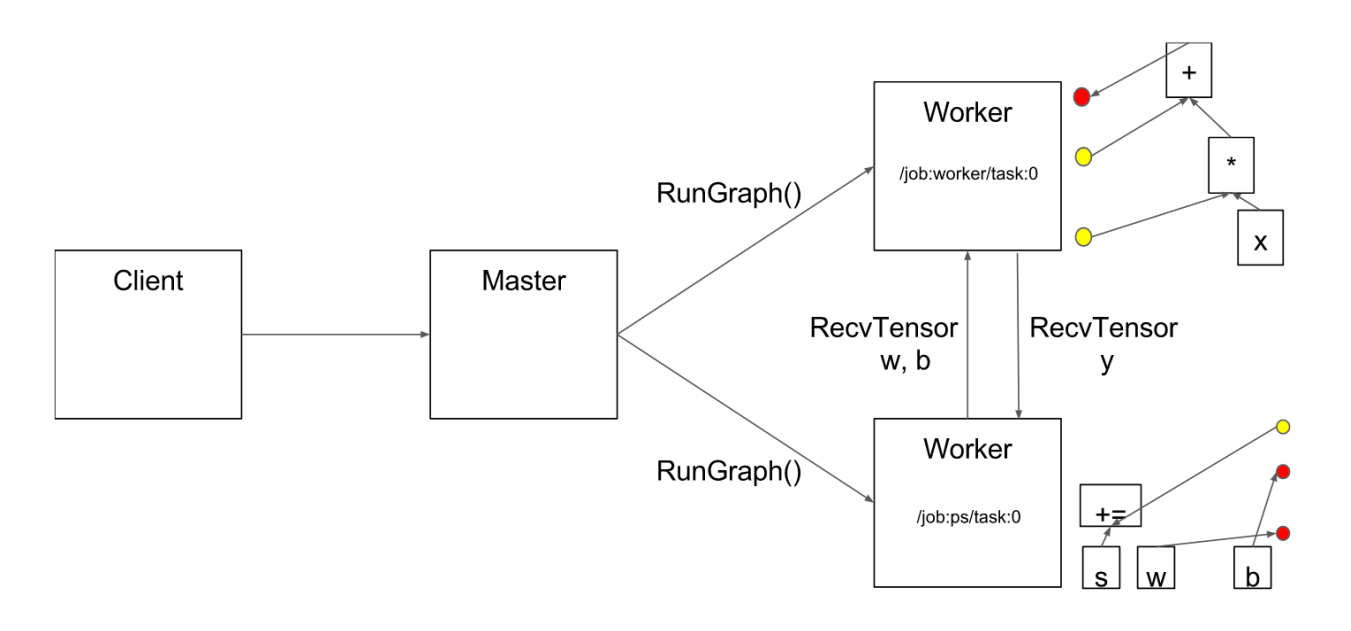 +
Worker
/job:worker/task:0
*
RunGraph()
x
Client
Master
RecvTensor
w, b
RecvTensor
y
Worker
RunGraph()
/job:ps/task:0
+=
s
w
b